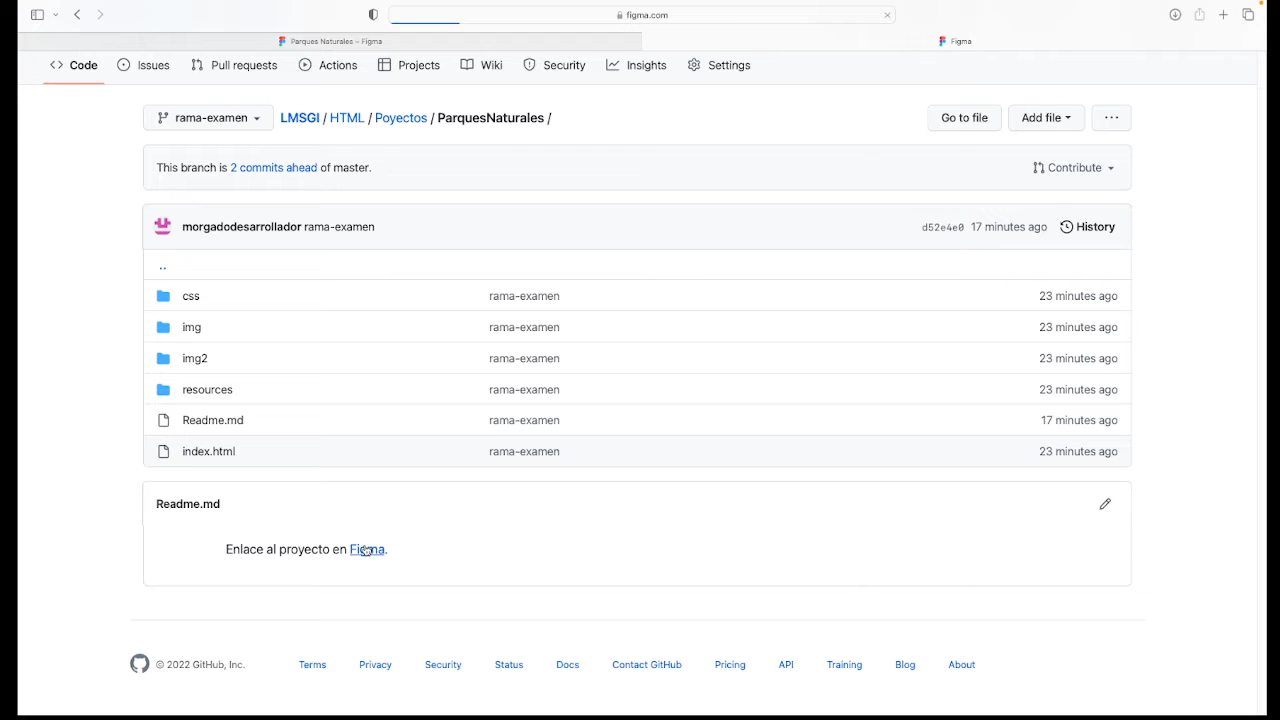 figma.com
Parques Naturales – Figma
Figma
Code Issues Pull requests Actions Projects Wiki Security Insights Settings
rama-examen LMSGI / HTML / Poyectos / ParquesNaturales / Go to file Add file ...
This branch is 2 commits ahead of master. Contribute
morgadodesarrollador rama-examen d52e4e0 17 minutes ago History
..
css rama-examen 23 minutes ago
img rama-examen 23 minutes ago
img2 rama-examen 23 minutes ago
resources rama-examen 23 minutes ago
Readme.md rama-examen 17 minutes ago
index.html rama-examen 23 minutes ago
Readme.md
Enlace al proyecto en Figma.
© 2022 GitHub, Inc. Terms Privacy Security Status Docs Contact GitHub Pricing API Training Blog About